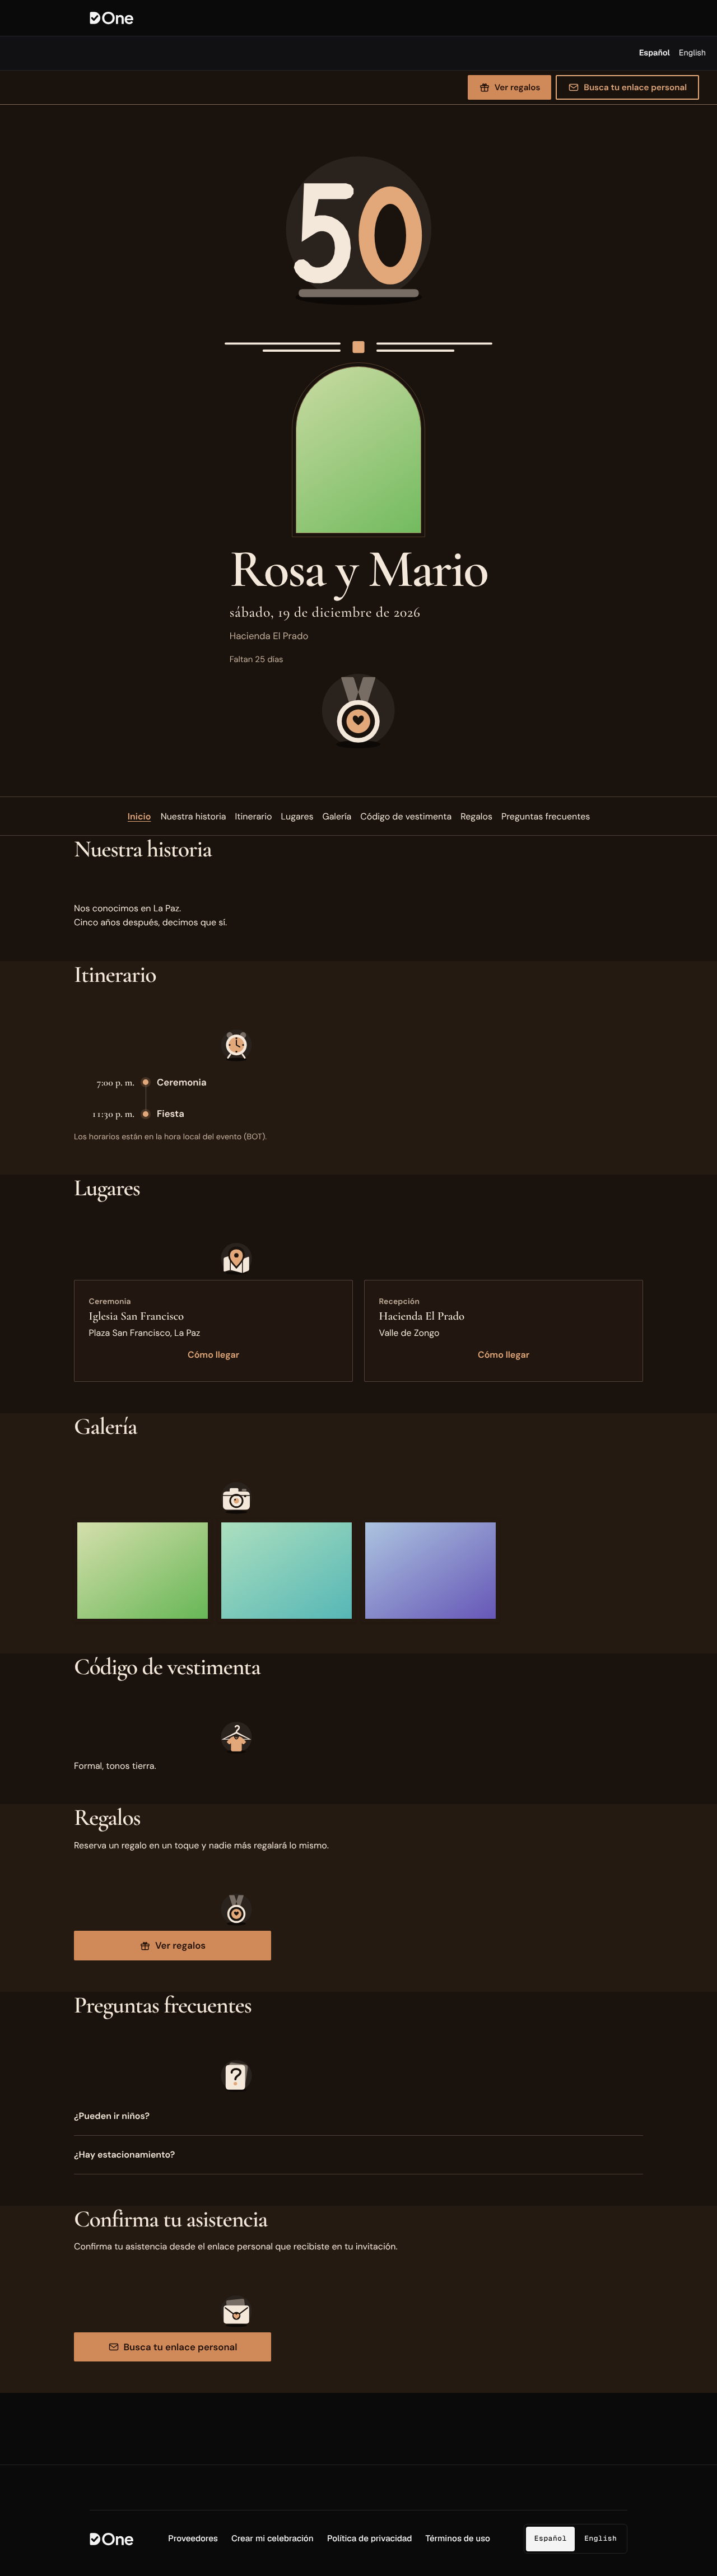 One
Español English
Ver regalos Busca tu enlace personal
50
Rosa y Mario
sábado, 19 de diciembre de 2026
Hacienda El Prado
Faltan 25 días
Inicio Nuestra historia Itinerario Lugares Galería Código de vestimenta Regalos Preguntas frecuentes
Nuestra historia
Nos conocimos en La Paz.
Cinco años después, decimos que sí.
Itinerario
7:00 p. m. Ceremonia
11:30 p. m. Fiesta
Los horarios están en la hora local del evento (BOT).
Lugares
Ceremonia
Iglesia San Francisco
Plaza San Francisco, La Paz
Cómo llegar
Recepción
Hacienda El Prado
Valle de Zongo
Cómo llegar
Galería
Código de vestimenta
Formal, tonos tierra.
Regalos
Reserva un regalo en un toque y nadie más regalará lo mismo.
Ver regalos
Preguntas frecuentes
?
¿Pueden ir niños?
¿Hay estacionamiento?
Confirma tu asistencia
Confirma tu asistencia desde el enlace personal que recibiste en tu invitación.
Busca tu enlace personal
One Proveedores Crear mi celebración Política de privacidad Términos de uso Español English